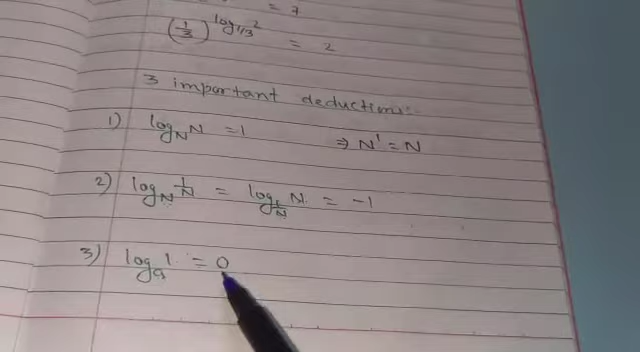 = 7
(1/3)^log_{1/3} 2 = 2
3 important deductions:-
1) log_N N = 1 ⇒ N^1 = N
2) log_N 1/N = log_{1/N} N = -1
3) log_a 1 = 0